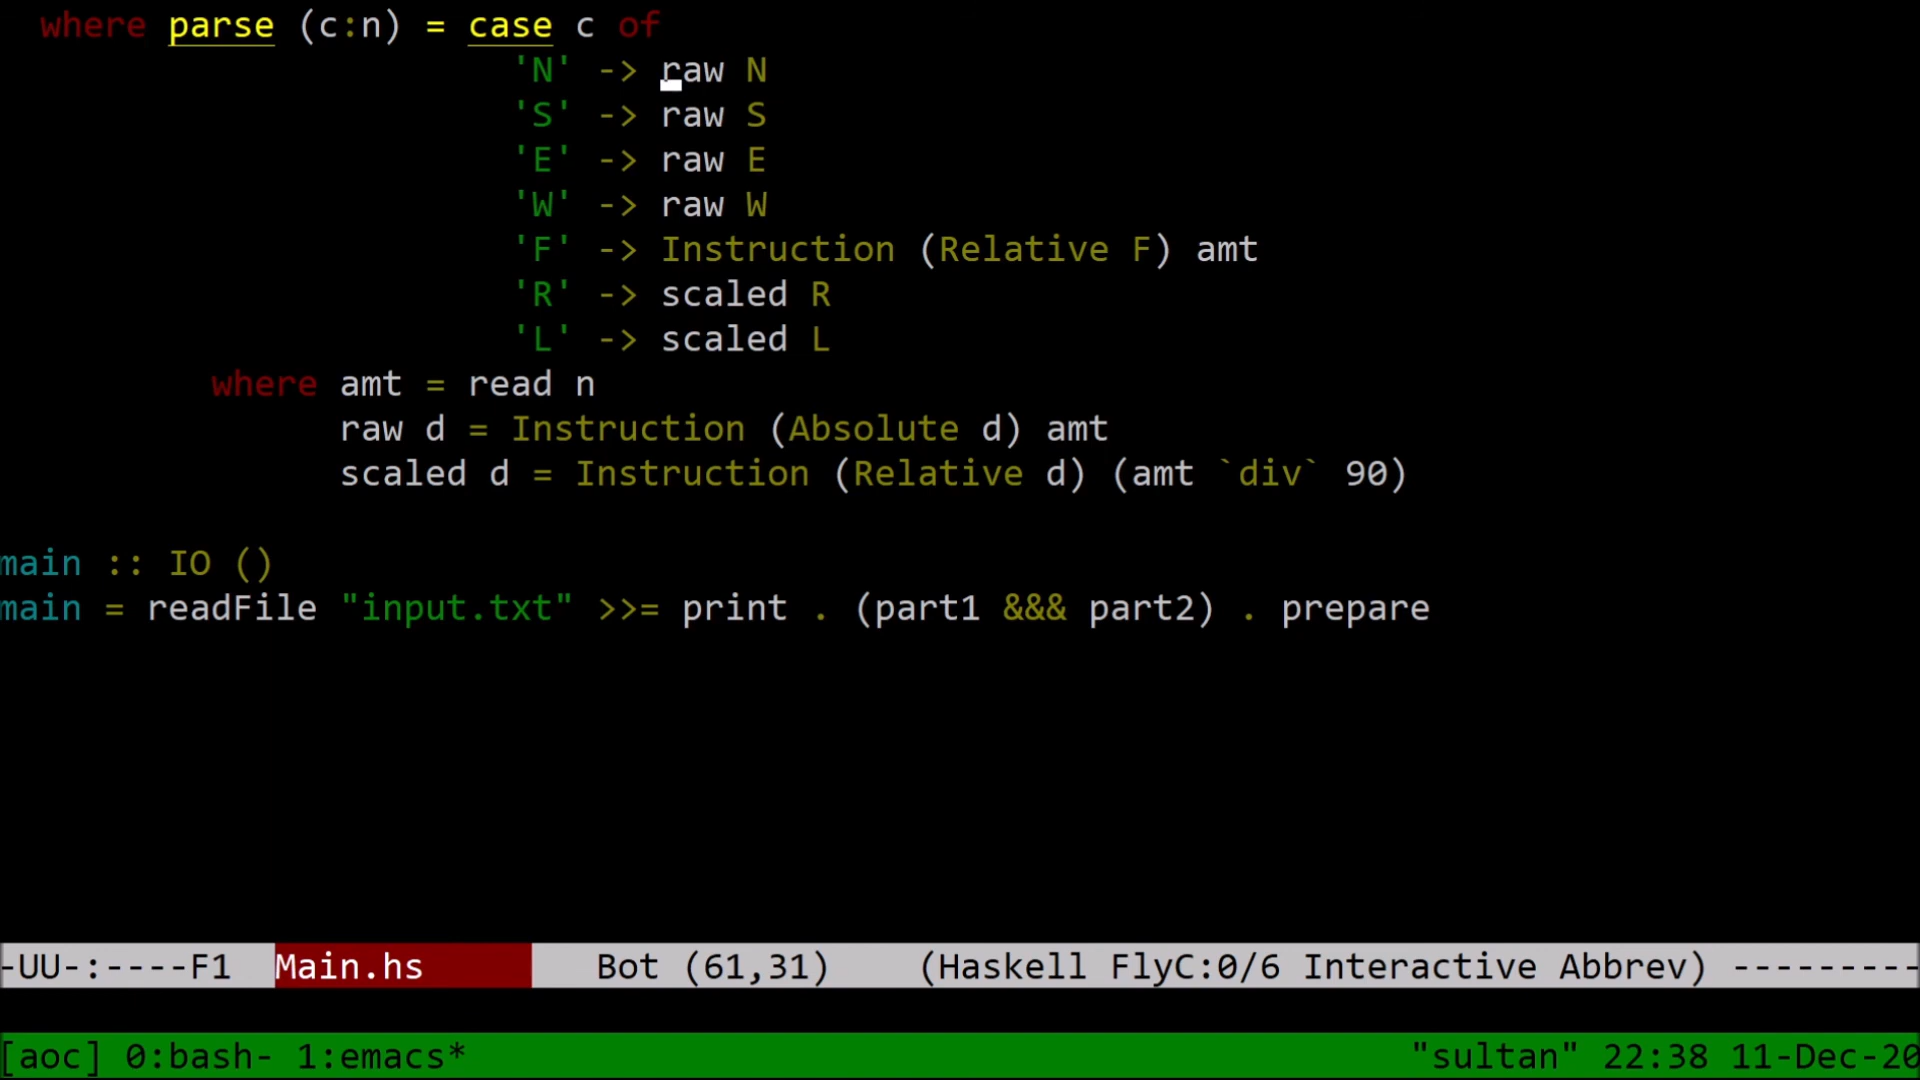 where parse (c:n) = case c of
'N' -> raw N
'S' -> raw S
'E' -> raw E
'W' -> raw W
'F' -> Instruction (Relative F) amt
'R' -> scaled R
'L' -> scaled L
where amt = read n
raw d = Instruction (Absolute d) amt
scaled d = Instruction (Relative d) (amt `div` 90)
main :: IO ()
main = readFile "input.txt" >>= print . (part1 &&& part2) . prepare
-UU-:----F1 Main.hs Bot (61,31) (Haskell FlyC:0/6 Interactive Abbrev) ---------
[aoc] 0:bash- 1:emacs* "sultan" 22:38 11-Dec-20